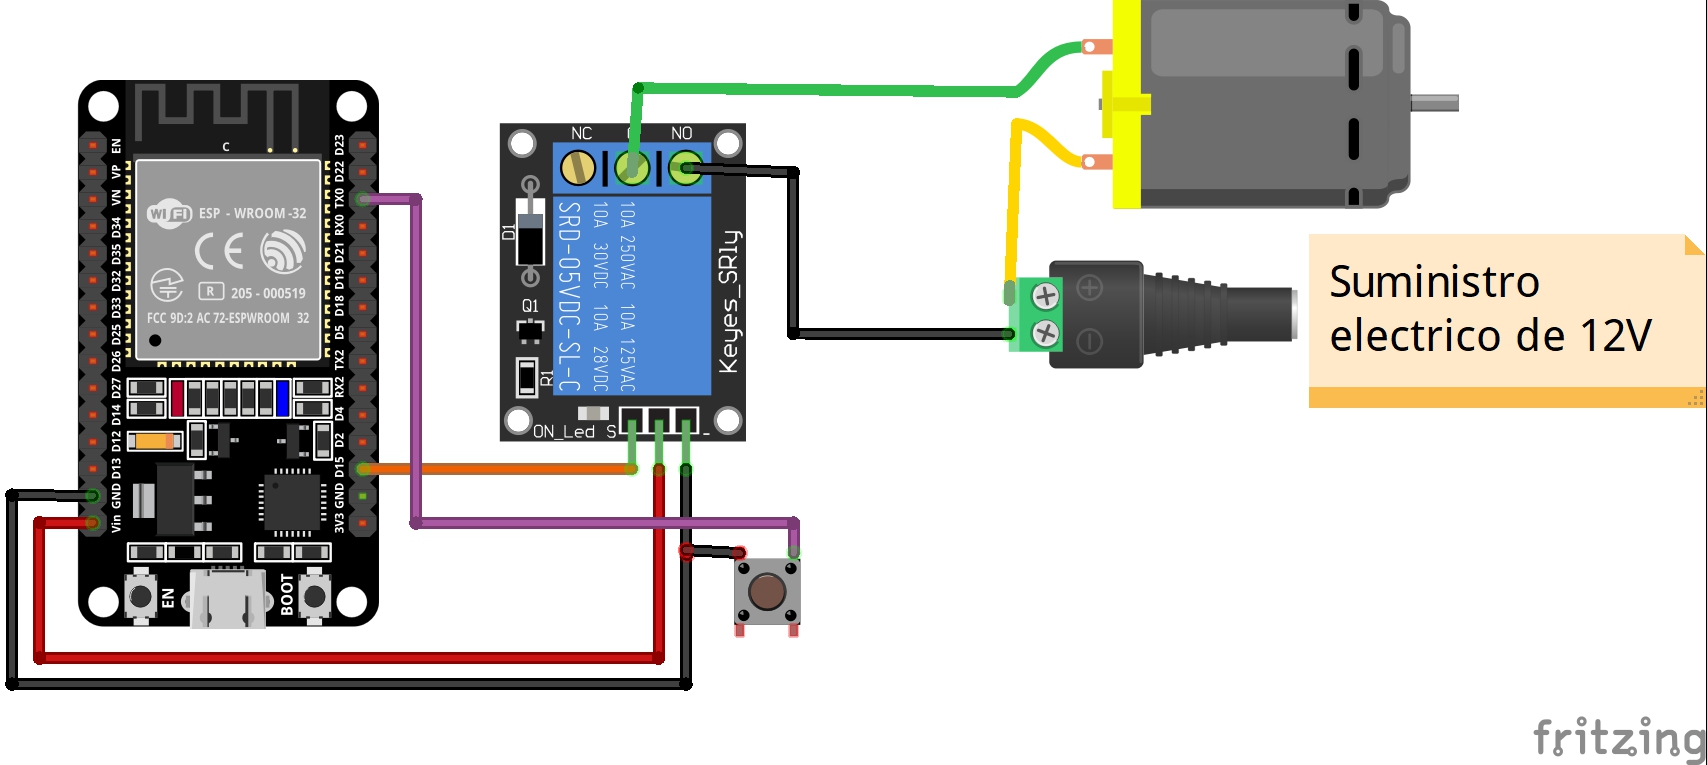 EN
VP
VN
D34
D35
D32
D33
D25
D26
D27
D14
D12
D13
GND
Vin
C
Wi Fi ESP - WROOM -32
CE
R 205 - 000519
FCC 9D:2 AC 72-ESPWROOM 32
D23
D22
TX0
RX0
D21
D19
D18
D5
TX2
RX2
D4
D2
D15
GND
3V3
EN
BOOT
NC
NO
D1
Q1
R1
SRD-05VDC-SL-C
10A 30VDC 10A 28VDC
10A 250VAC 10A 125VAC
Keyes_SRly
ON_Led S -
+
-
Suministro
electrico de 12V
fritzing